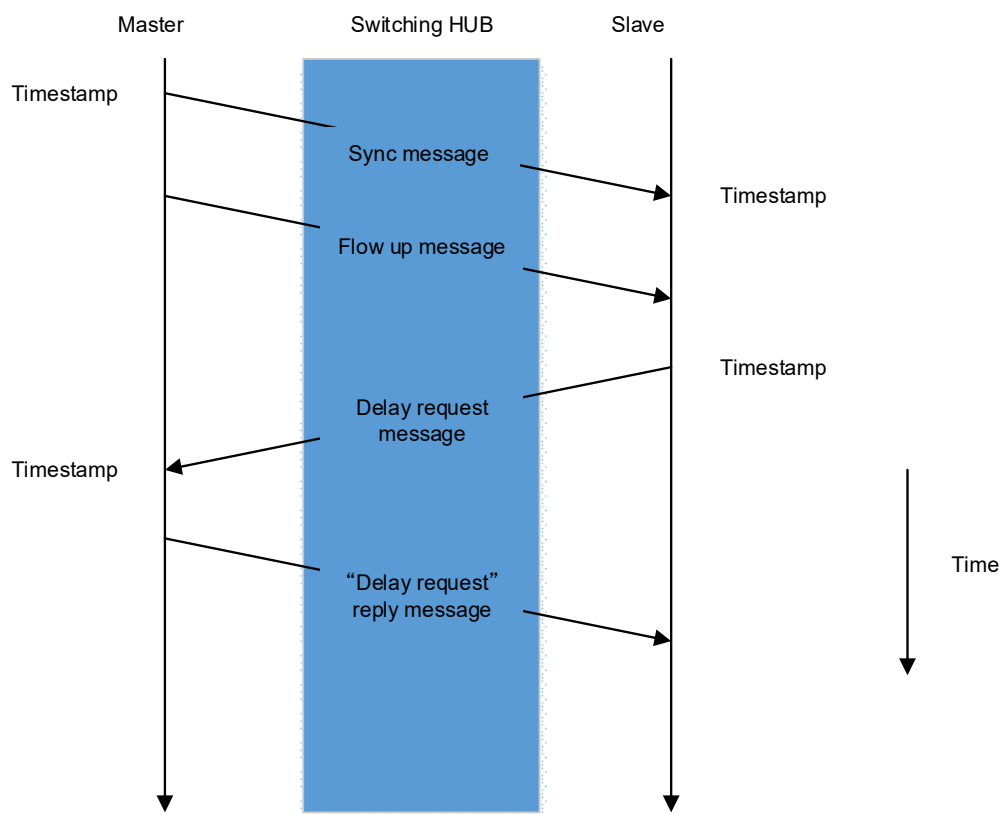 Master
Switching HUB
Slave
Timestamp
Sync message
Timestamp
Flow up message
Timestamp
Delay request
message
Timestamp
Time
“Delay request”
reply message